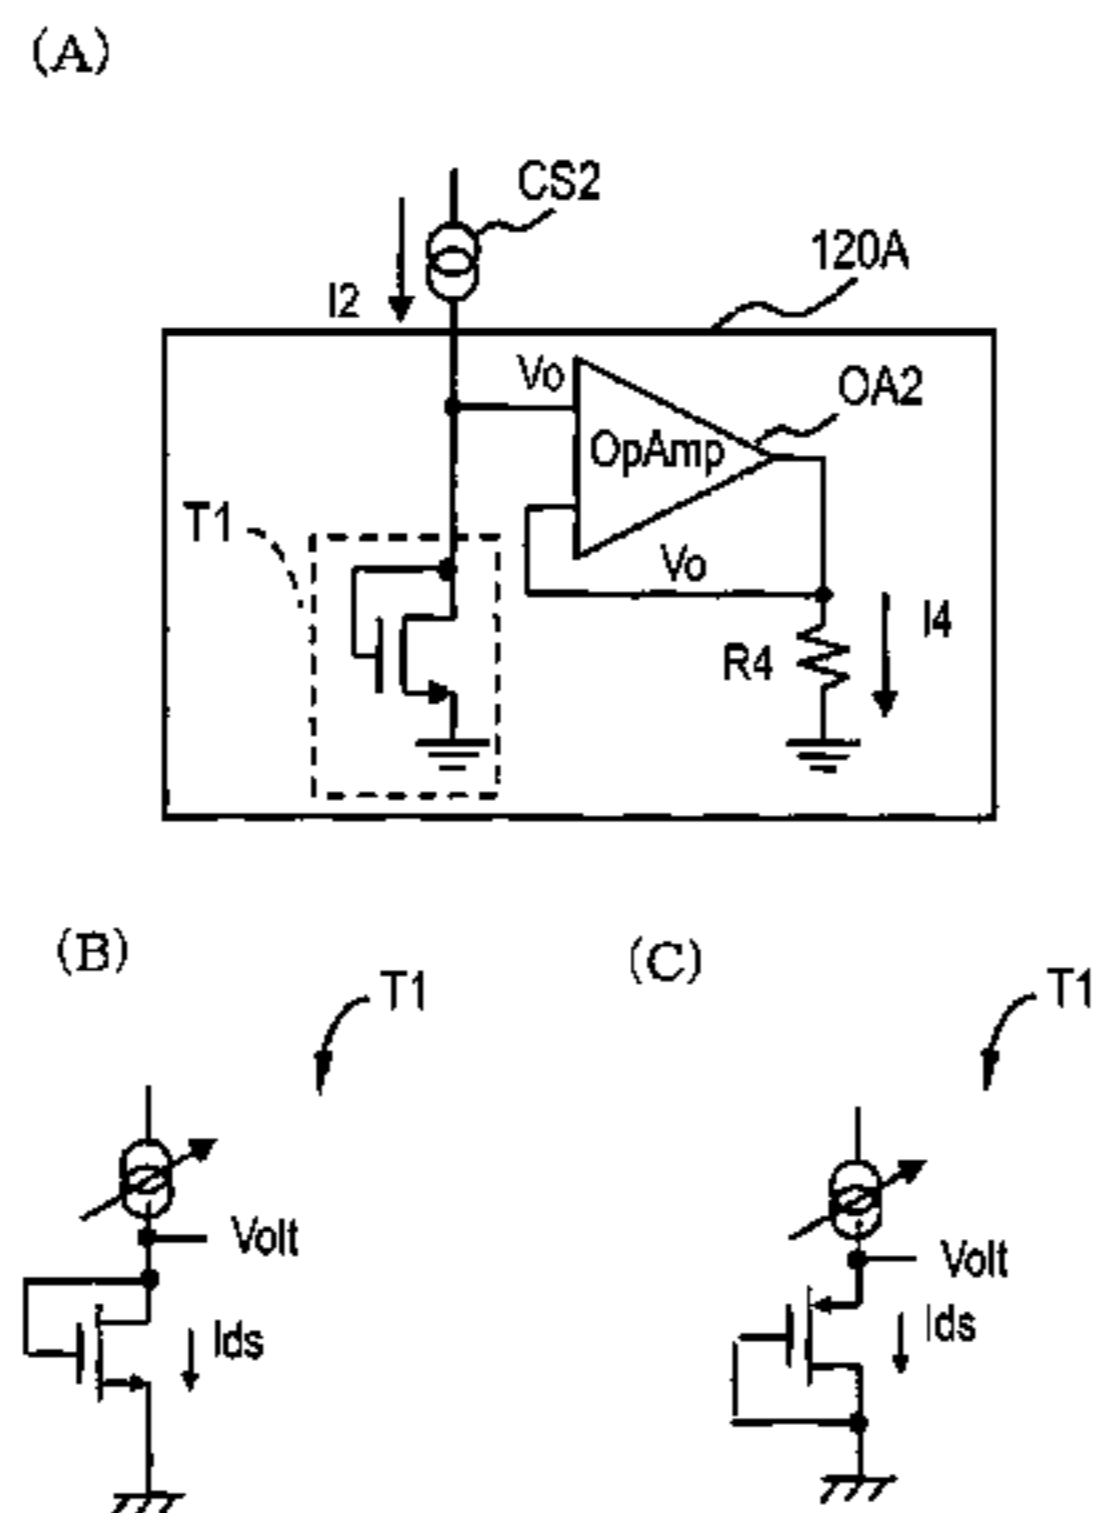 (A)
CS2
I2
120A
Vo
OA2
OpAmp
T1
Vo
I4
R4
(B)
(C)
T1
T1
Volt
Volt
Ids
Ids